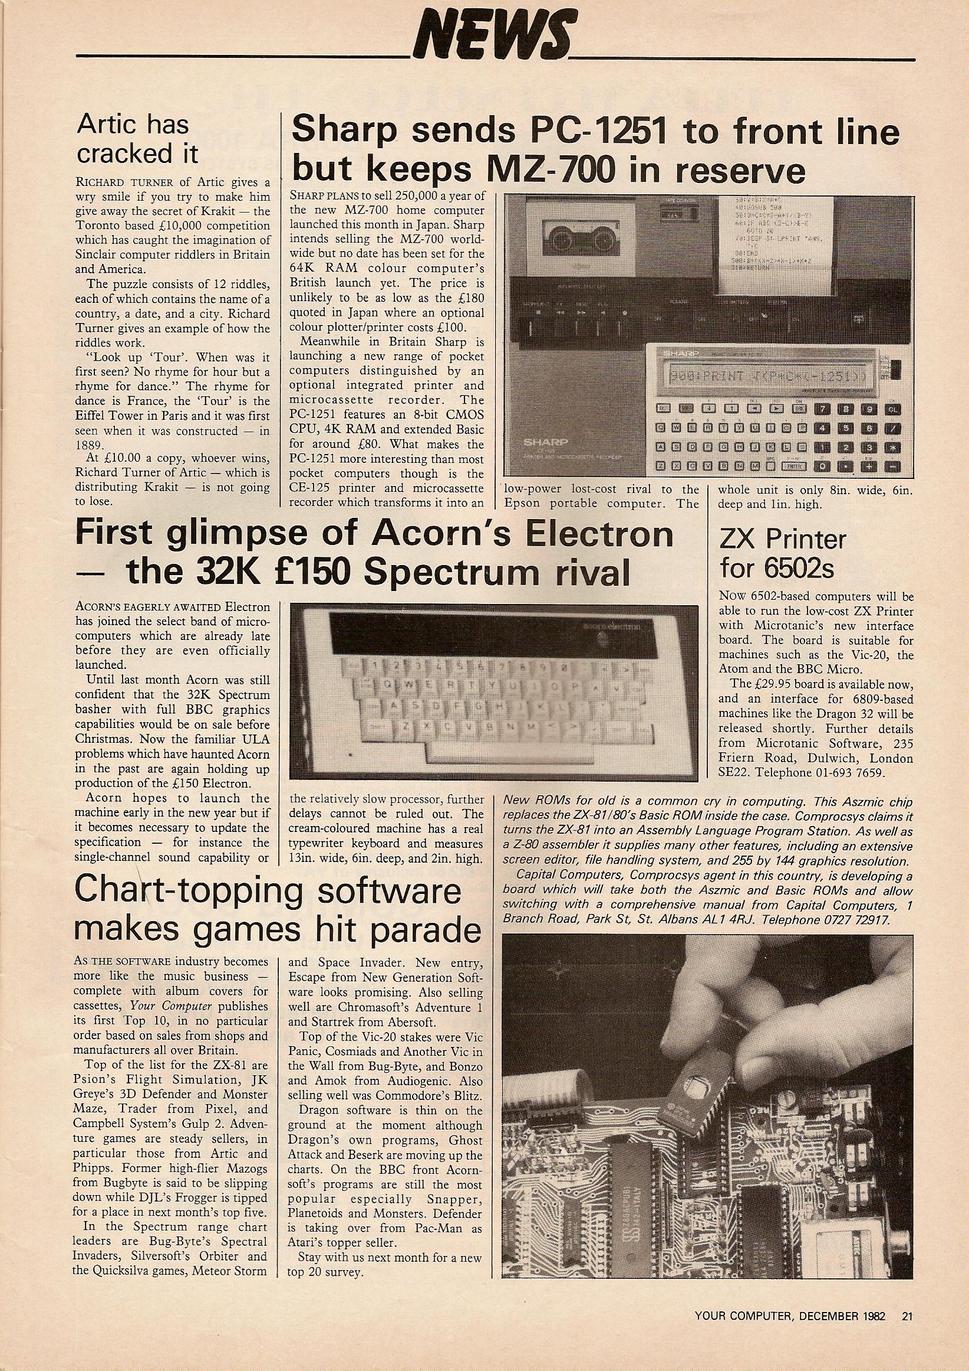 NEWS
Artic has
cracked it
RICHARD TURNER of Artic gives a
wry smile if you try to make him
give away the secret of Krakit — the
Toronto based £10,000 competition
which has caught the imagination of
Sinclair computer riddlers in Britain
and America.
The puzzle consists of 12 riddles,
each of which contains the name of a
country, a date, and a city. Richard
Turner gives an example of how the
riddles work.
“Look up ‘Tour’. When was it
first seen? No rhyme for hour but a
rhyme for dance.” The rhyme for
dance is France, the ‘Tour’ is the
Eiffel Tower in Paris and it was first
seen when it was constructed — in
1889.
At £10.00 a copy, whoever wins,
Richard Turner of Artic — which is
distributing Krakit — is not going
to lose.
Sharp sends PC-1251 to front line
but keeps MZ-700 in reserve
SHARP PLANS to sell 250,000 a year of
the new MZ-700 home computer
launched this month in Japan. Sharp
intends selling the MZ-700 world-
wide but no date has been set for the
64K RAM colour computer’s
British launch yet. The price is
unlikely to be as low as the £180
quoted in Japan where an optional
colour plotter/printer costs £100.
Meanwhile in Britain Sharp is
launching a new range of pocket
computers distinguished by an
optional integrated printer and
microcassette recorder. The
PC-1251 features an 8-bit CMOS
CPU, 4K RAM and extended Basic
for around £80. What makes the
PC-1251 more interesting than most
pocket computers though is the
CE-125 printer and microcassette
recorder which transforms it into an
SHARP
900:PRINT √(P*C*(-1251))
SHARP
PRINTER AND MICROCASSETTE RECORDER
low-power lost-cost rival to the
Epson portable computer. The
whole unit is only 8in. wide, 6in.
deep and 1in. high.
First glimpse of Acorn’s Electron
— the 32K £150 Spectrum rival
ACORN’S EAGERLY AWAITED Electron
has joined the select band of micro-
computers which are already late
before they are even officially
launched.
Until last month Acorn was still
confident that the 32K Spectrum
basher with full BBC graphics
capabilities would be on sale before
Christmas. Now the familiar ULA
problems which have haunted Acorn
in the past are again holding up
production of the £150 Electron.
Acorn hopes to launch the
machine early in the new year but if
it becomes necessary to update the
specification — for instance the
single-channel sound capability or
acorn electron
1 2 3 4 5 6 7 8 9 0
Q W E R T Y U I O P
A S D F G H J K L
Z X C V B N M
the relatively slow processor, further
delays cannot be ruled out. The
cream-coloured machine has a real
typewriter keyboard and measures
13in. wide, 6in. deep, and 2in. high.
ZX Printer
for 6502s
NOW 6502-based computers will be
able to run the low-cost ZX Printer
with Microtanic’s new interface
board. The board is suitable for
machines such as the Vic-20, the
Atom and the BBC Micro.
The £29.95 board is available now,
and an interface for 6809-based
machines like the Dragon 32 will be
released shortly. Further details
from Microtanic Software, 235
Friern Road, Dulwich, London
SE22. Telephone 01-693 7659.
New ROMs for old is a common cry in computing. This Aszmic chip
replaces the ZX-81/80’s Basic ROM inside the case. Comprocsys claims it
turns the ZX-81 into an Assembly Language Program Station. As well as
a Z-80 assembler it supplies many other features, including an extensive
screen editor, file handling system, and 255 by 144 graphics resolution.
Capital Computers, Comprocsys agent in this country, is developing a
board which will take both the Aszmic and Basic ROMs and allow
switching with a comprehensive manual from Capital Computers, 1
Branch Road, Park St, St. Albans AL1 4RJ. Telephone 0727 72917.
Chart-topping software
makes games hit parade
AS THE SOFTWARE industry becomes
more like the music business —
complete with album covers for
cassettes, Your Computer publishes
its first Top 10, in no particular
order based on sales from shops and
manufacturers all over Britain.
Top of the list for the ZX-81 are
Psion’s Flight Simulation, JK
Greye’s 3D Defender and Monster
Maze, Trader from Pixel, and
Campbell System’s Gulp 2. Adven-
ture games are steady sellers, in
particular those from Artic and
Phipps. Former high-flier Mazogs
from Bugbyte is said to be slipping
down while DJL’s Frogger is tipped
for a place in next month’s top five.
In the Spectrum range chart
leaders are Bug-Byte’s Spectral
Invaders, Silversoft’s Orbiter and
the Quicksilva games, Meteor Storm
and Space Invader. New entry,
Escape from New Generation Soft-
ware looks promising. Also selling
well are Chromasoft’s Adventure 1
and Startrek from Abersoft.
Top of the Vic-20 stakes were Vic
Panic, Cosmiads and Another Vic in
the Wall from Bug-Byte, and Bonzo
and Amok from Audiogenic. Also
selling well was Commodore’s Blitz.
Dragon software is thin on the
ground at the moment although
Dragon’s own programs, Ghost
Attack and Beserk are moving up the
charts. On the BBC front Acorn-
soft’s programs are still the most
popular especially Snapper,
Planetoids and Monsters. Defender
is taking over from Pac-Man as
Atari’s topper seller.
Stay with us next month for a new
top 20 survey.
YOUR COMPUTER, DECEMBER 1982 21